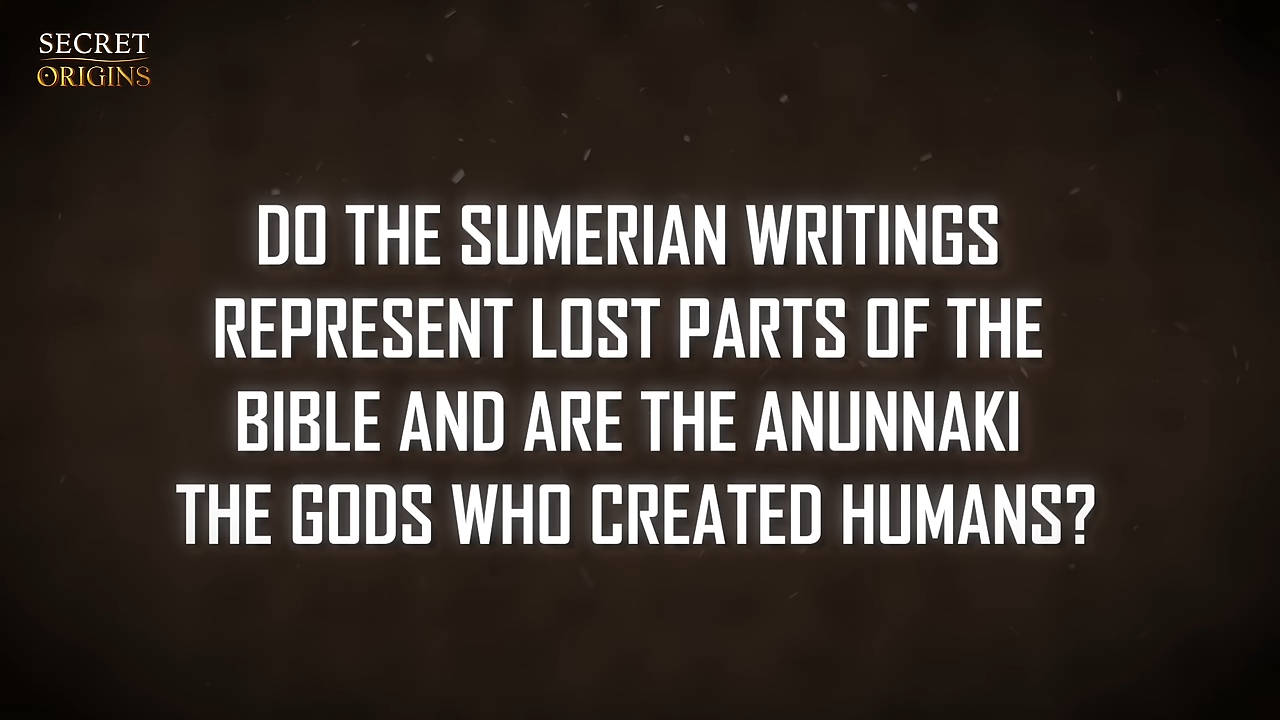 SECRET
ORIGINS
DO THE SUMERIAN WRITINGS
REPRESENT LOST PARTS OF THE
BIBLE AND ARE THE ANUNNAKI
THE GODS WHO CREATED HUMANS?